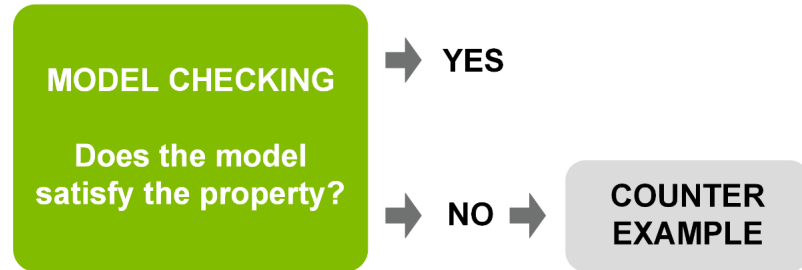 MODEL CHECKING
Does the model
satisfy the property?
YES
NO
COUNTER
EXAMPLE